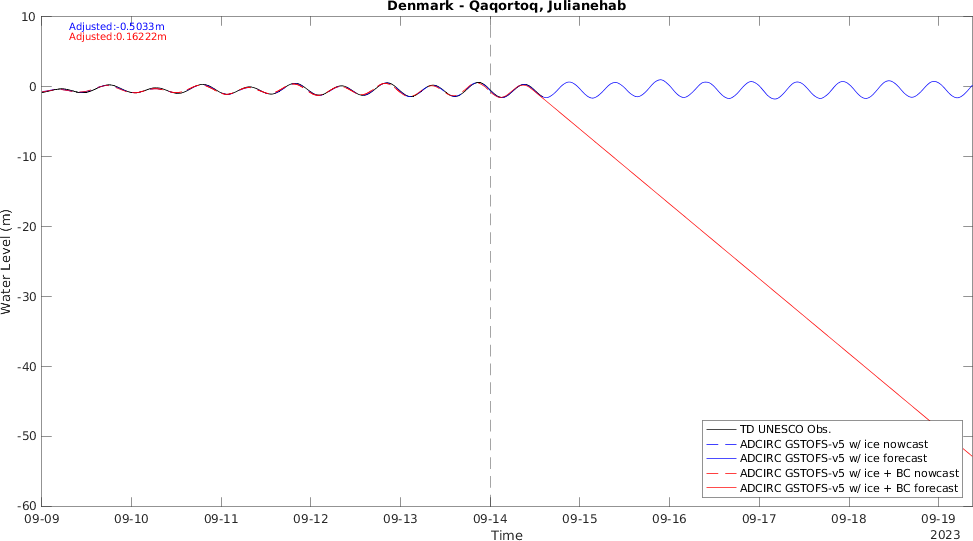 Denmark - Qaqortoq, Julianehab
Adjusted:-0.5033m
Adjusted:0.16222m
10
0
-10
-20
-30
-40
-50
-60
Water Level (m)
TD UNESCO Obs.
ADCIRC GSTOFS-v5 w/ ice nowcast
ADCIRC GSTOFS-v5 w/ ice forecast
ADCIRC GSTOFS-v5 w/ ice + BC nowcast
ADCIRC GSTOFS-v5 w/ ice + BC forecast
09-09 09-10 09-11 09-12 09-13 09-14 09-15 09-16 09-17 09-18 09-19
Time
2023